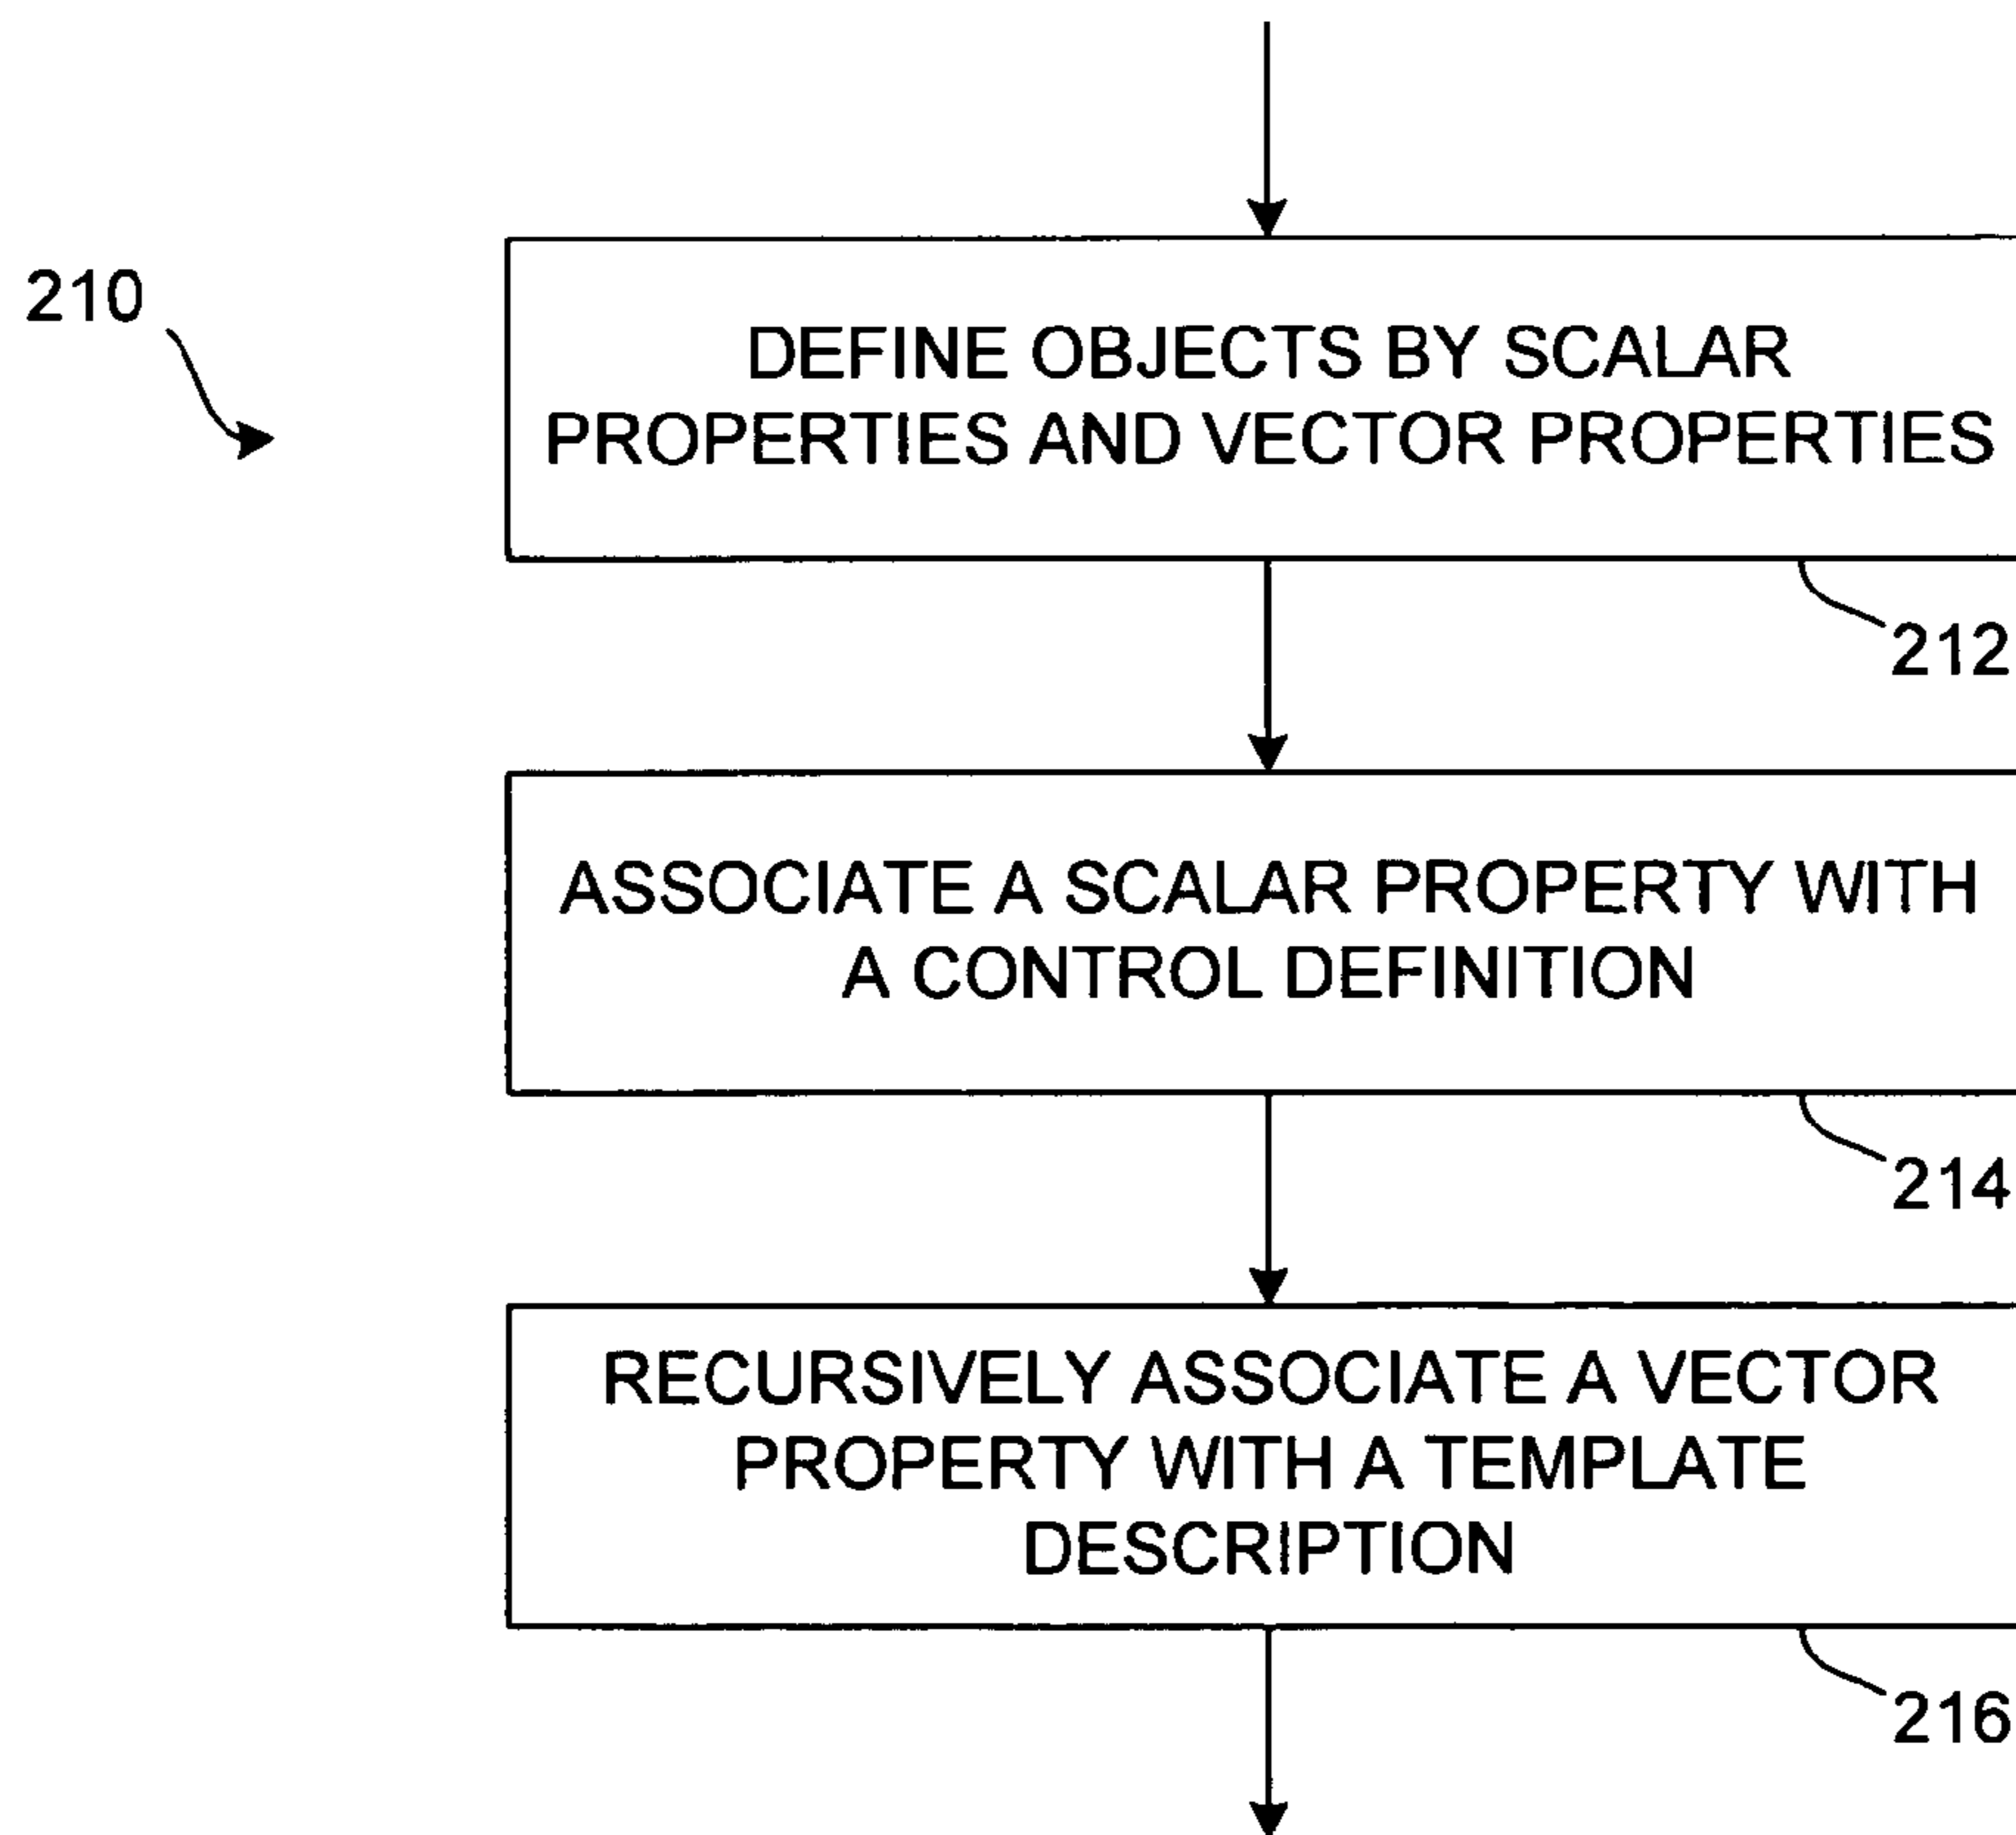 210
DEFINE OBJECTS BY SCALAR
PROPERTIES AND VECTOR PROPERTIES
212
ASSOCIATE A SCALAR PROPERTY WITH
A CONTROL DEFINITION
214
RECURSIVELY ASSOCIATE A VECTOR
PROPERTY WITH A TEMPLATE
DESCRIPTION
216